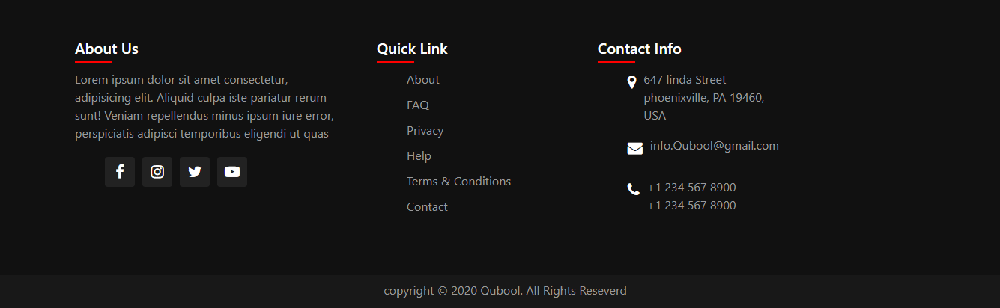 About Us
Lorem ipsum dolor sit amet consectetur,
adipisicing elit. Aliquid culpa iste pariatur rerum
sunt! Veniam repellendus minus ipsum iure error,
perspiciatis adipisci temporibus eligendi ut quas
Quick Link
About
FAQ
Privacy
Help
Terms & Conditions
Contact
Contact Info
647 linda Street
phoenixville, PA 19460,
USA
info.Qubool@gmail.com
+1 234 567 8900
+1 234 567 8900
copyright © 2020 Qubool. All Rights Reseverd